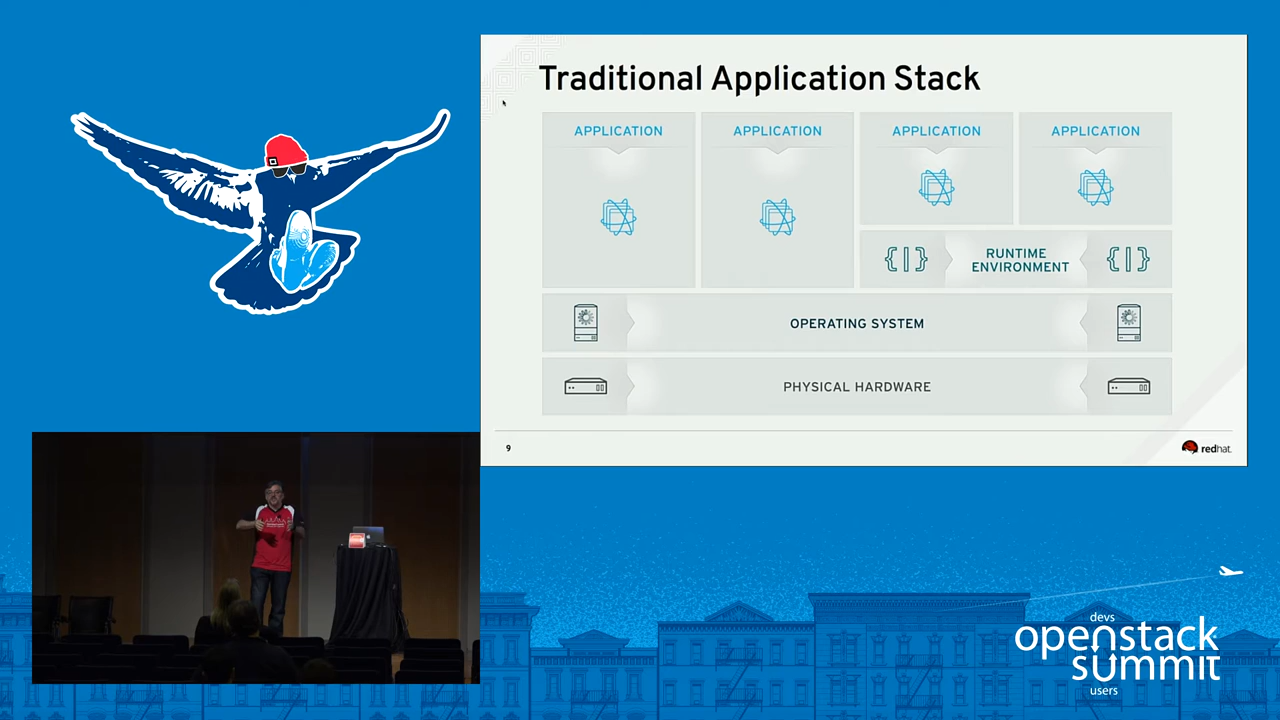 Traditional Application Stack
APPLICATION
APPLICATION
APPLICATION
APPLICATION
RUNTIME
ENVIRONMENT
OPERATING SYSTEM
PHYSICAL HARDWARE
9
redhat.
devs
openstack
summit
users